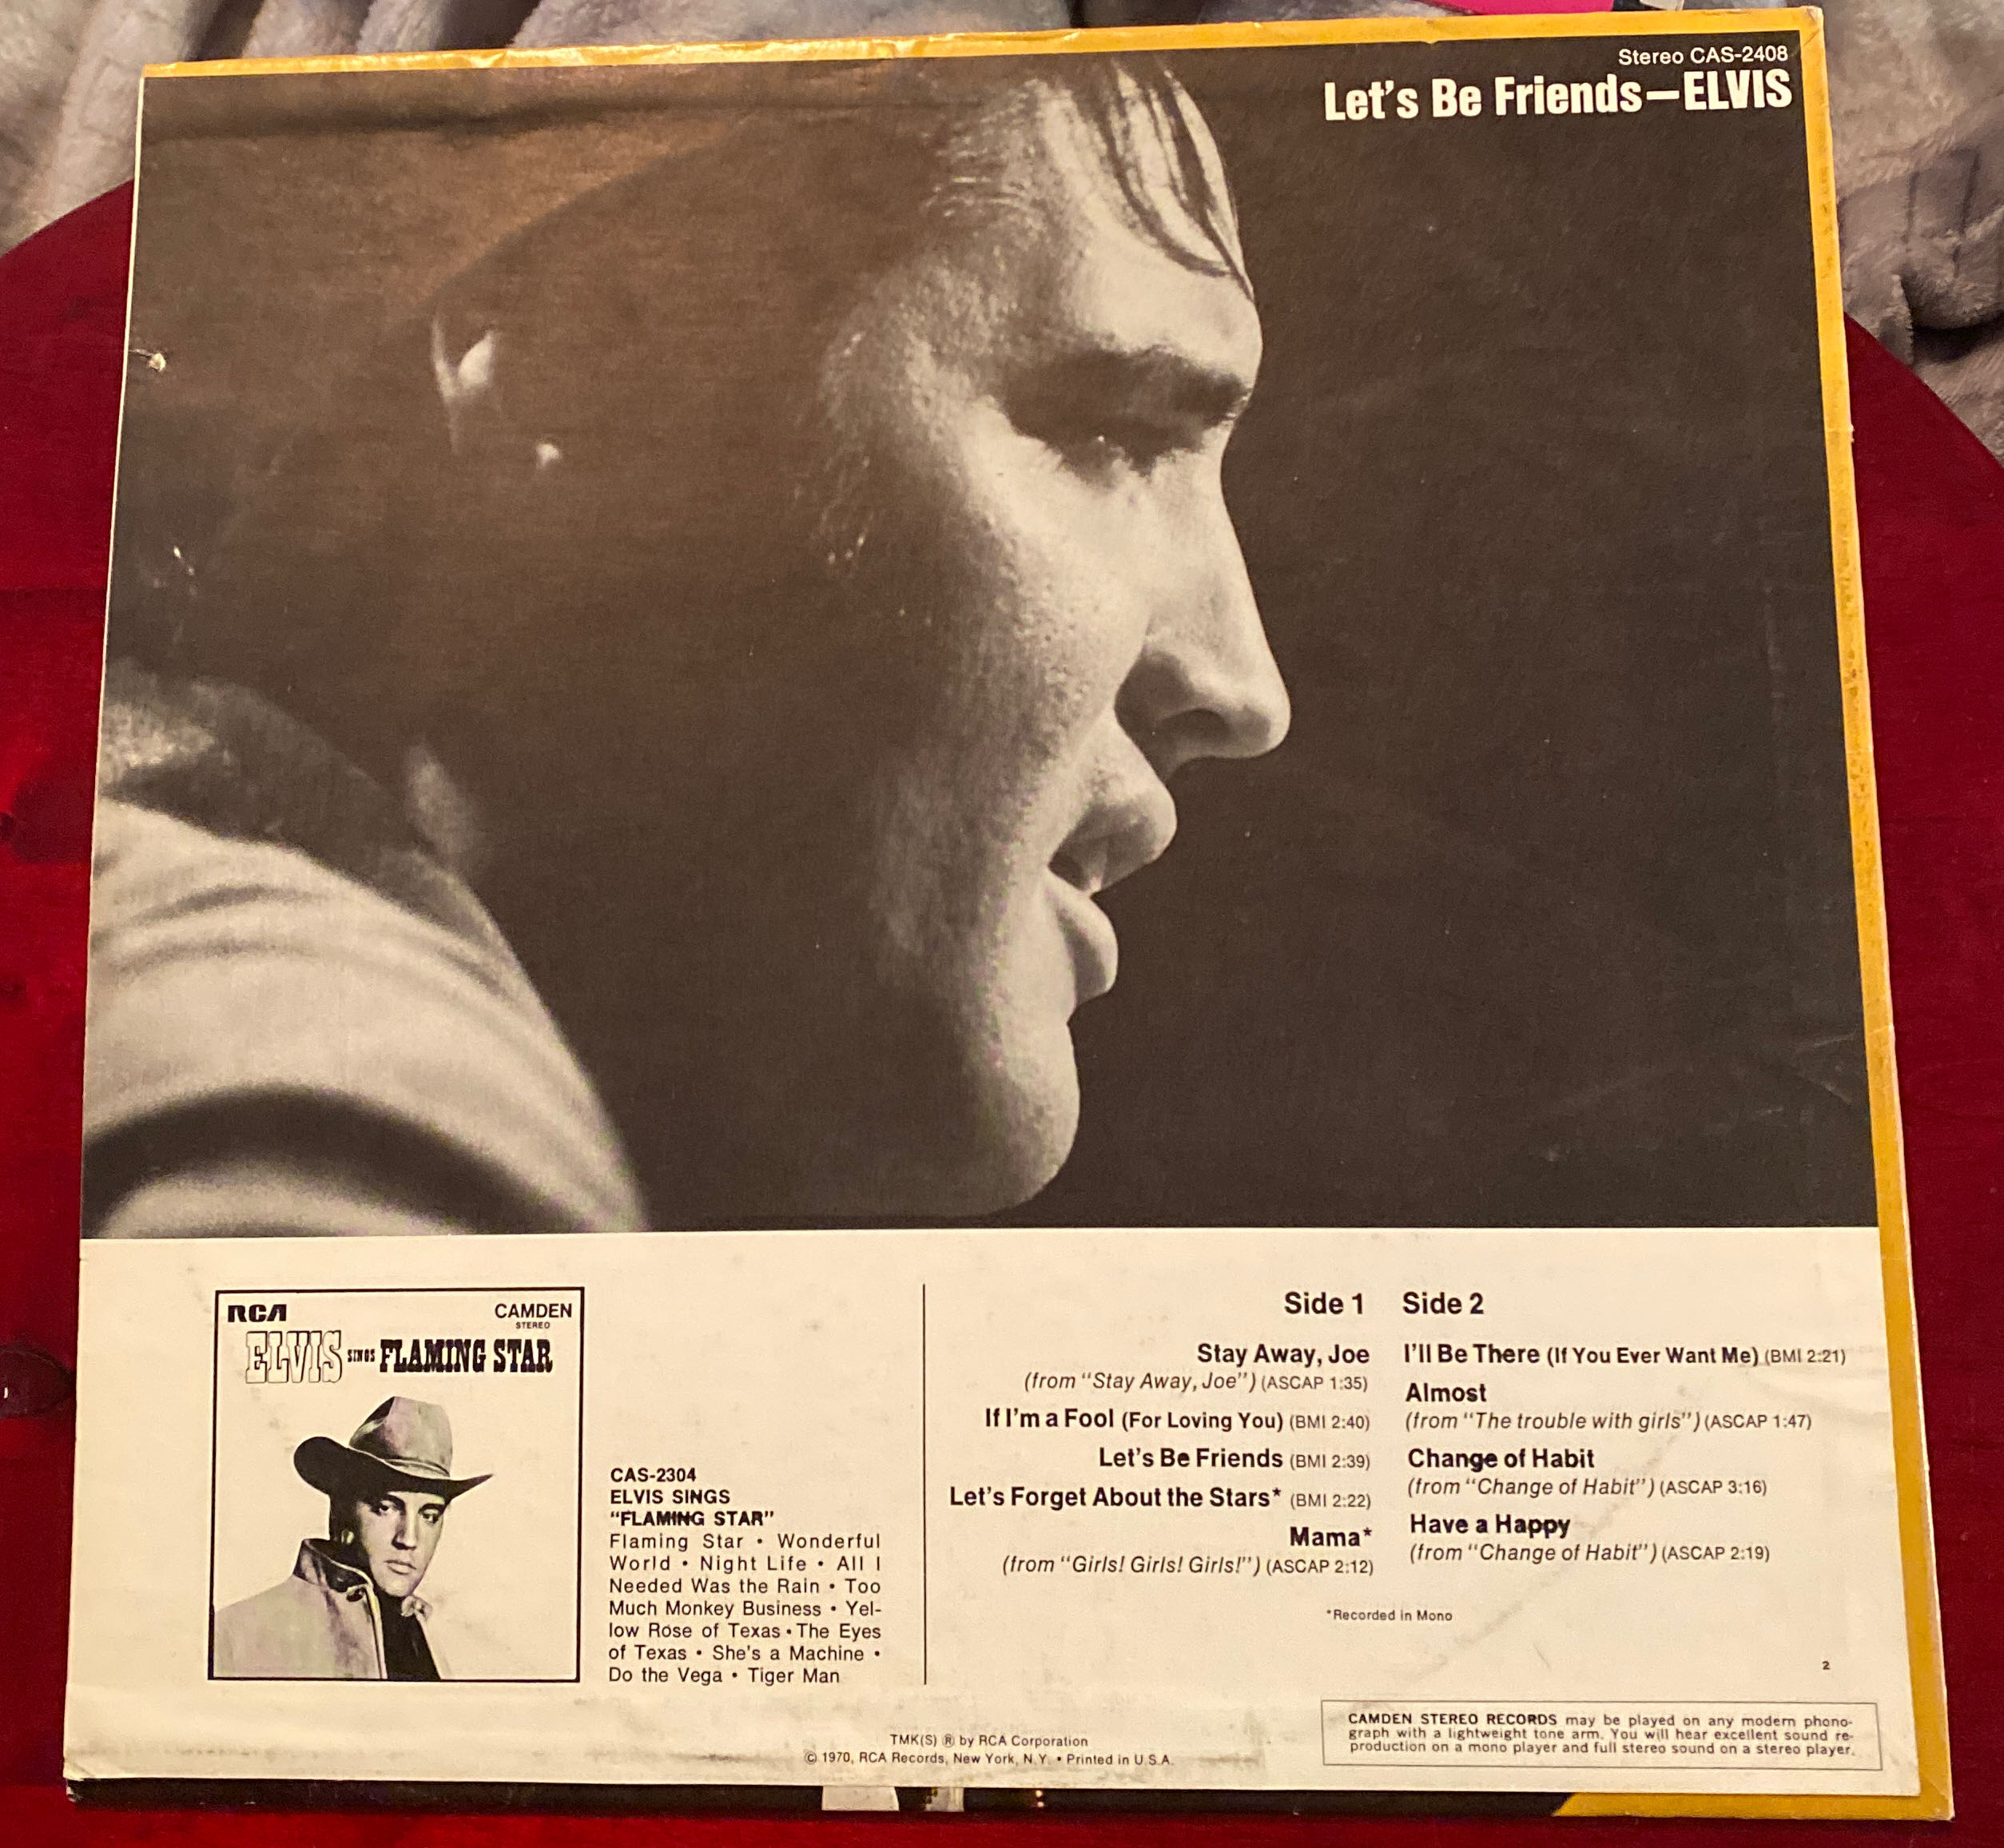 Stereo CAS-2408
Let's Be Friends—ELVIS
RCA
CAMDEN
STEREO
ELVIS SINGS FLAMING STAR
CAS-2304
ELVIS SINGS
"FLAMING STAR"
Flaming Star • Wonderful
World • Night Life • All I
Needed Was the Rain • Too
Much Monkey Business • Yel-
low Rose of Texas • The Eyes
of Texas • She's a Machine •
Do the Vega • Tiger Man
Side 1
Stay Away, Joe
(from "Stay Away, Joe") (ASCAP 1:35)
If I'm a Fool (For Loving You) (BMI 2:40)
Let's Be Friends (BMI 2:39)
Let's Forget About the Stars* (BMI 2:22)
Mama*
(from "Girls! Girls! Girls!") (ASCAP 2:12)
Side 2
I'll Be There (If You Ever Want Me) (BMI 2:21)
Almost
(from "The trouble with girls") (ASCAP 1:47)
Change of Habit
(from "Change of Habit") (ASCAP 3:16)
Have a Happy
(from "Change of Habit") (ASCAP 2:19)
*Recorded in Mono
2
TMK(S) ® by RCA Corporation
© 1970, RCA Records, New York, N.Y. • Printed in U.S.A.
CAMDEN STEREO RECORDS may be played on any modern phono-
graph with a lightweight tone arm. You will hear excellent sound re-
production on a mono player and full stereo sound on a stereo player.